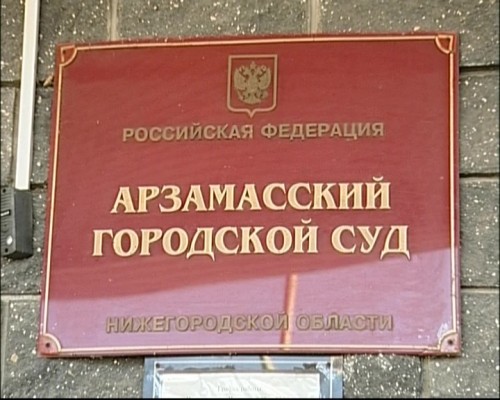 РОССИЙСКАЯ ФЕДЕРАЦИЯ
АРЗАМАССКИЙ
ГОРОДСКОЙ СУД
НИЖЕГОРОДСКОЙ ОБЛАСТИ